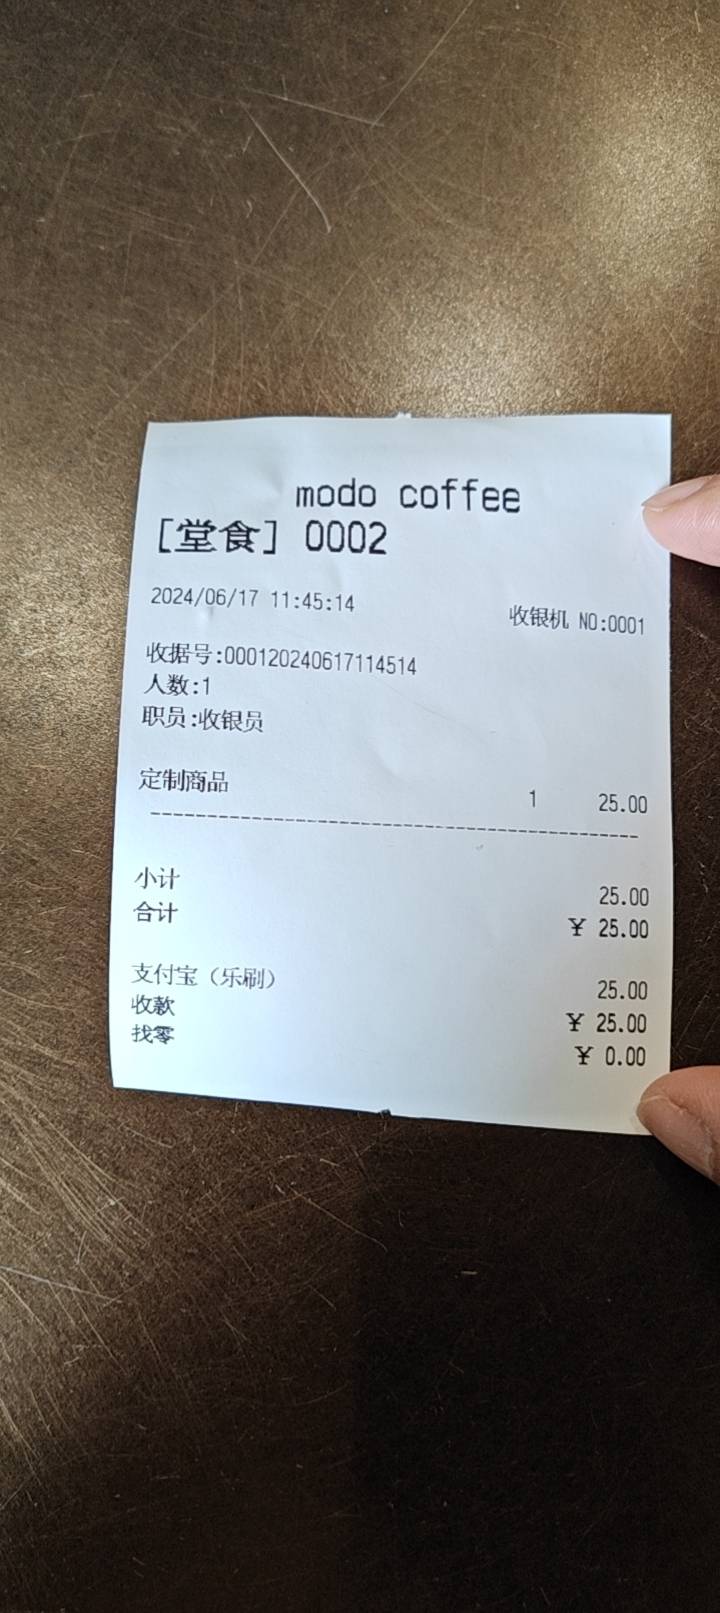 modo coffee
[堂食] 0002
2024/06/17 11:45:14 收银机 NO:0001
收据号:000120240617114514
人数:1
职员:收银员
定制商品 1 25.00
小计 25.00
合计 ¥ 25.00
支付宝（乐刷） 25.00
收款 ¥ 25.00
找零 ¥ 0.00